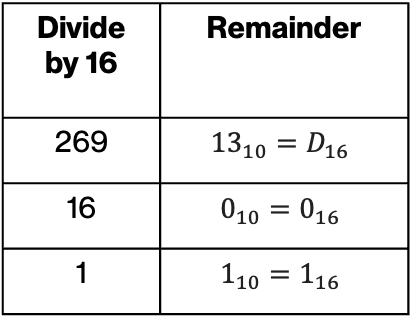 Divide by 16 | Remainder
269 | 13₁₀ = D₁₆
16 | 0₁₀ = 0₁₆
1 | 1₁₀ = 1₁₆